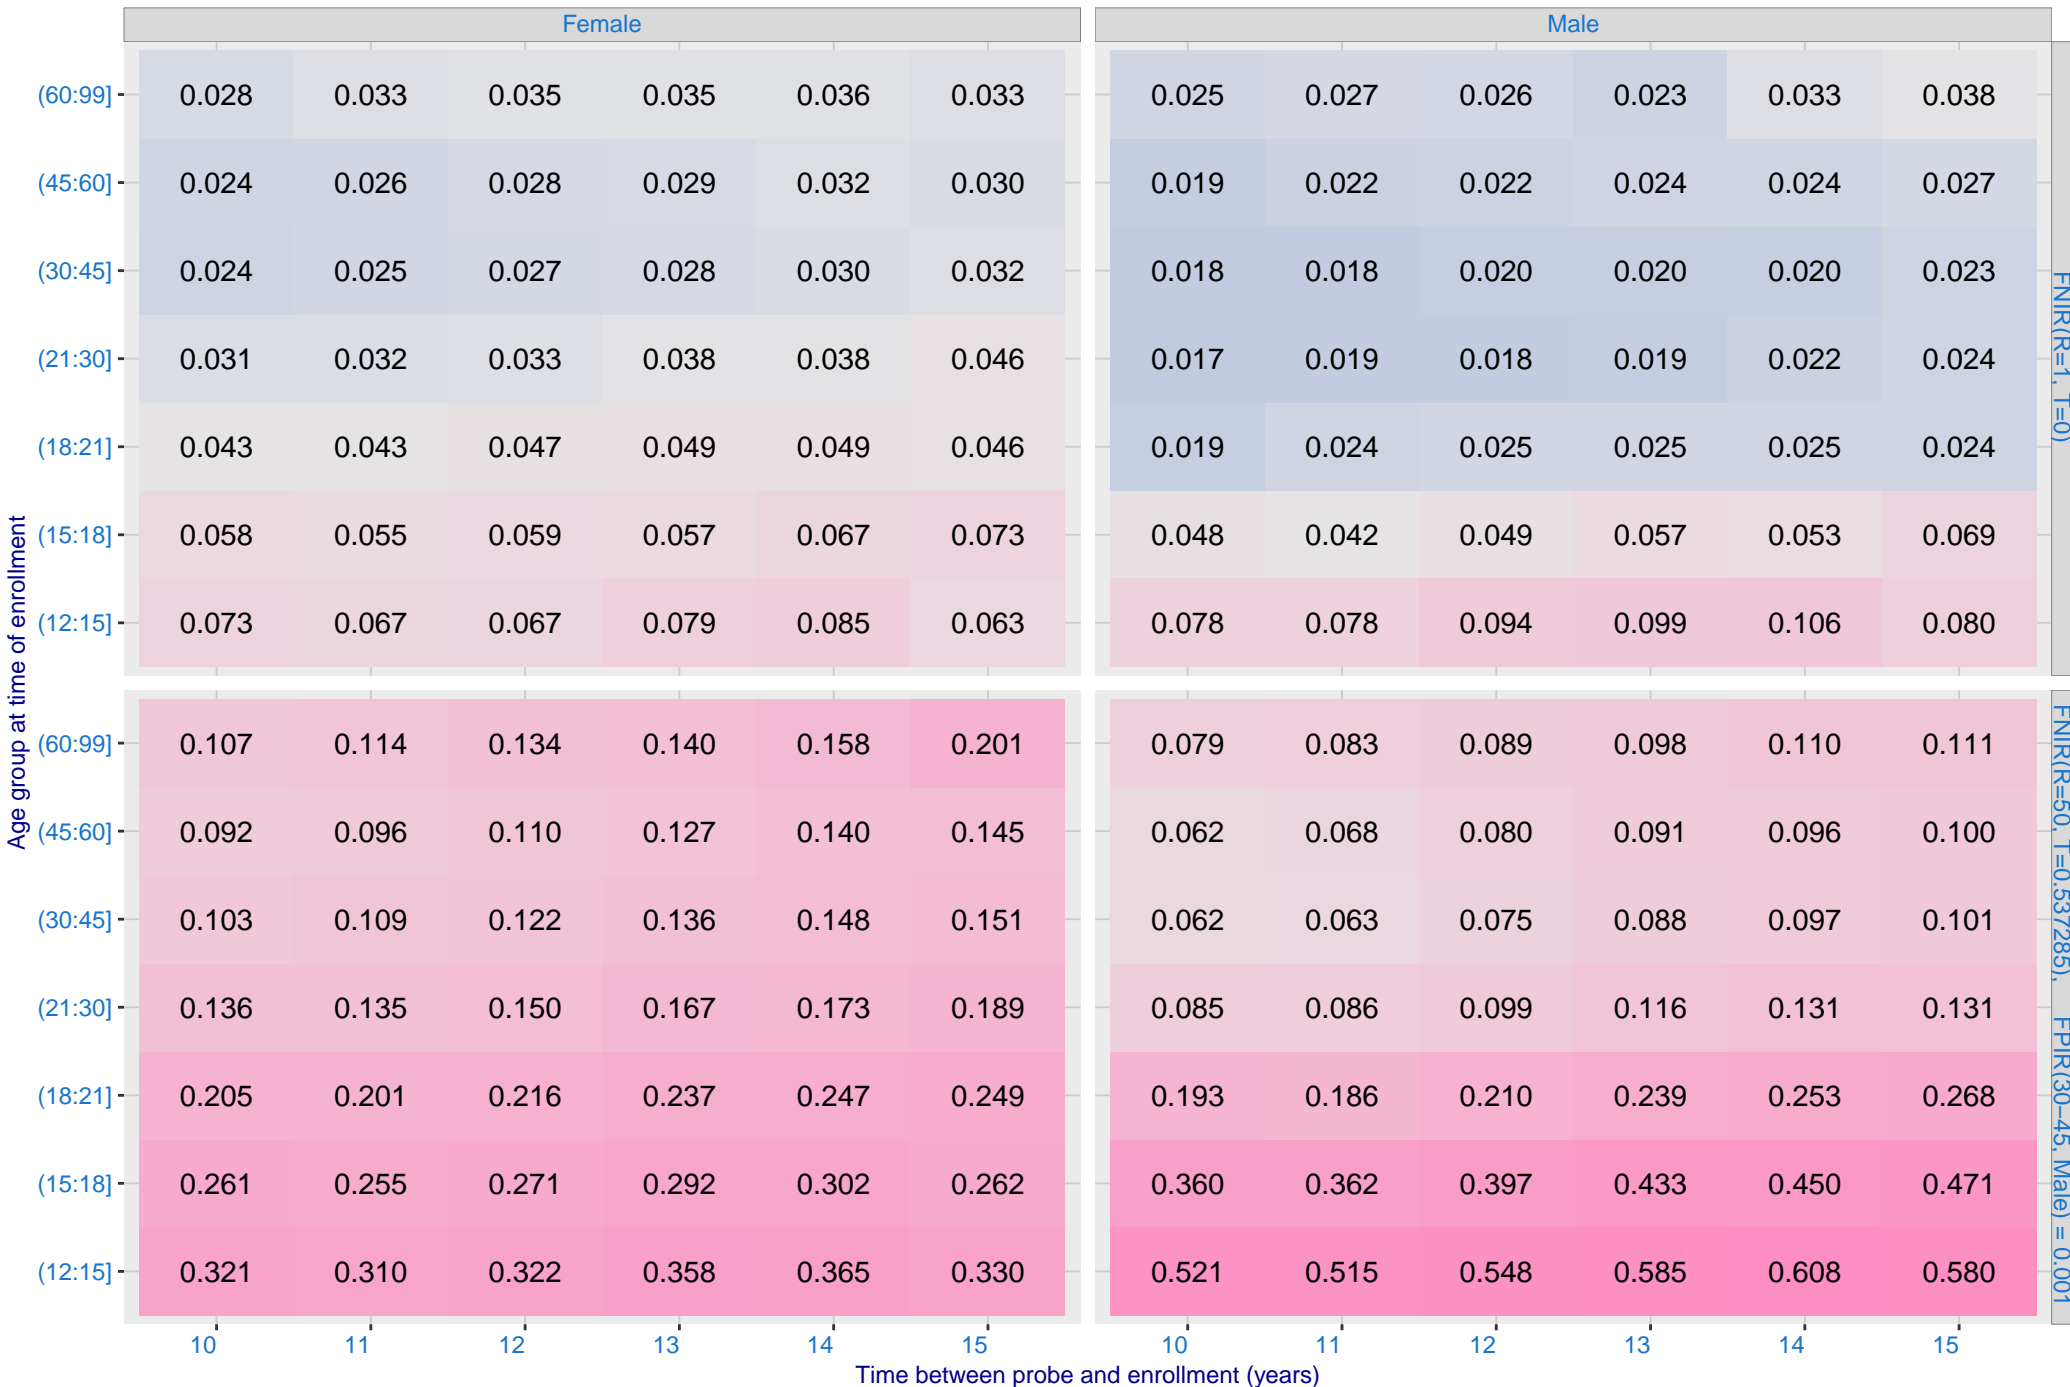 Female Male
(60:99] 0.028 0.033 0.035 0.035 0.036 0.033 0.025 0.027 0.026 0.023 0.033 0.038
(45:60] 0.024 0.026 0.028 0.029 0.032 0.030 0.019 0.022 0.022 0.024 0.024 0.027
(30:45] 0.024 0.025 0.027 0.028 0.030 0.032 0.018 0.018 0.020 0.020 0.020 0.023
(21:30] 0.031 0.032 0.033 0.038 0.038 0.046 0.017 0.019 0.018 0.019 0.022 0.024
(18:21] 0.043 0.043 0.047 0.049 0.049 0.046 0.019 0.024 0.025 0.025 0.025 0.024
(15:18] 0.058 0.055 0.059 0.057 0.067 0.073 0.048 0.042 0.049 0.057 0.053 0.069
(12:15] 0.073 0.067 0.067 0.079 0.085 0.063 0.078 0.078 0.094 0.099 0.106 0.080
FNIR(R=1, T=0)
Age group at time of enrollment
(60:99] 0.107 0.114 0.134 0.140 0.158 0.201 0.079 0.083 0.089 0.098 0.110 0.111
(45:60] 0.092 0.096 0.110 0.127 0.140 0.145 0.062 0.068 0.080 0.091 0.096 0.100
(30:45] 0.103 0.109 0.122 0.136 0.148 0.151 0.062 0.063 0.075 0.088 0.097 0.101
(21:30] 0.136 0.135 0.150 0.167 0.173 0.189 0.085 0.086 0.099 0.116 0.131 0.131
(18:21] 0.205 0.201 0.216 0.237 0.247 0.249 0.193 0.186 0.210 0.239 0.253 0.268
(15:18] 0.261 0.255 0.271 0.292 0.302 0.262 0.360 0.362 0.397 0.433 0.450 0.471
(12:15] 0.321 0.310 0.322 0.358 0.365 0.330 0.521 0.515 0.548 0.585 0.608 0.580
FNIR(R=50, T=0.537285), FPIR(30−45, Male) = 0.001
10 11 12 13 14 15 10 11 12 13 14 15
Time between probe and enrollment (years)